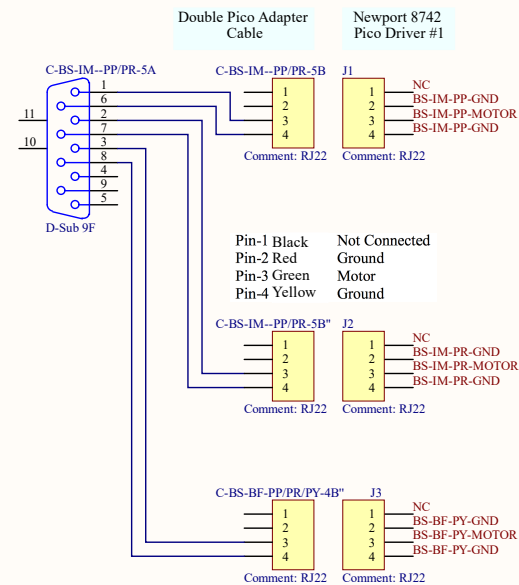 Double Pico Adapter
Cable
Newport 8742
Pico Driver #1
C-BS-IM--PP/PR-5A
1
6
2
7
3
8
4
9
5
11
10
D-Sub 9F
C-BS-IM--PP/PR-5B
1
2
3
4
Comment: RJ22
J1
1
2
3
4
Comment: RJ22
NC
BS-IM-PP-GND
BS-IM-PP-MOTOR
BS-IM-PP-GND
Pin-1 Black Not Connected
Pin-2 Red Ground
Pin-3 Green Motor
Pin-4 Yellow Ground
C-BS-IM--PP/PR-5B"
1
2
3
4
Comment: RJ22
J2
1
2
3
4
Comment: RJ22
NC
BS-IM-PR-GND
BS-IM-PR-MOTOR
BS-IM-PR-GND
C-BS-BF-PP/PR/PY-4B"
1
2
3
4
Comment: RJ22
J3
1
2
3
4
Comment: RJ22
NC
BS-BF-PY-GND
BS-BF-PY-MOTOR
BS-BF-PY-GND